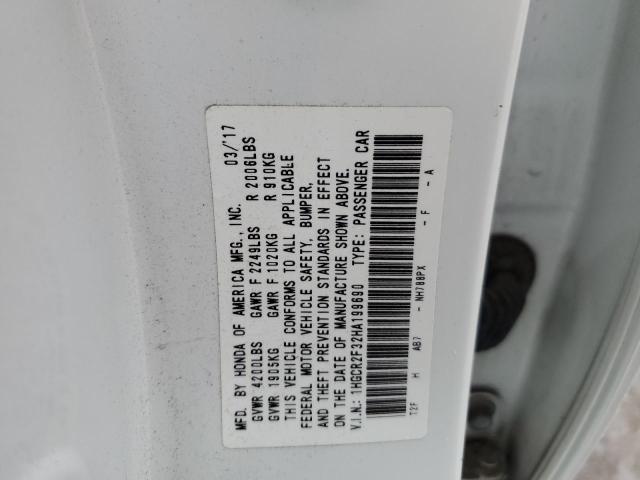 MFD. BY HONDA OF AMERICA MFG., INC. 03/'17
GVWR 4200LBS GAWR F 2249LBS R 2006LBS
GVWR 1905KG GAWR F 1020KG R 910KG
THIS VEHICLE CONFORMS TO ALL APPLICABLE
FEDERAL MOTOR VEHICLE SAFETY, BUMPER,
AND THEFT PREVENTION STANDARDS IN EFFECT
ON THE DATE OF MANUFACTURE SHOWN ABOVE.
V.I.N.: 1HGCR2F32HA199690 TYPE: PASSENGER CAR
T2F H AB7 - NH788PX - F - A